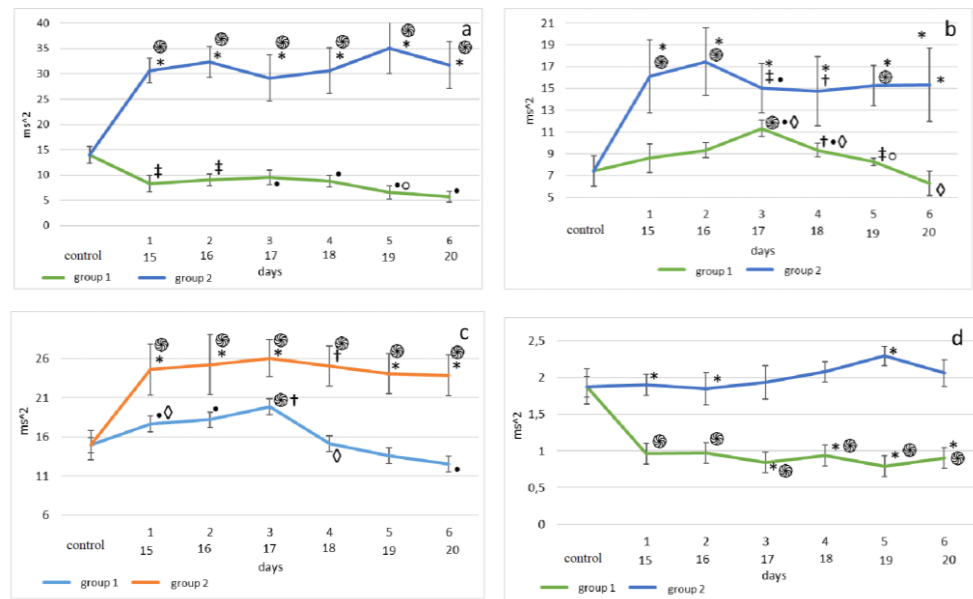 a
40
35
30
25
20
15
10
5
0
ms^2
* * * * * *
‡ ‡ • • •○ •
control
1 2 3 4 5 6
15 16 17 18 19 20
days
group 1 group 2
b
21
19
17
15
13
11
9
7
5
ms^2
* * * * * * *
‡ • †
•◊ †•◊ ‡○ ◊
control
1 2 3 4 5 6
15 16 17 18 19 20
days
group 1 group 2
c
26
21
16
11
6
ms^2
* * * † * *
•◊ • † ◊ •
control
1 2 3 4 5 6
15 16 17 18 19 20
days
group 1 group 2
d
2,5
2
1,5
1
0,5
0
ms^2
* * *
* * * *
control
1 2 3 4 5 6
15 16 17 18 19 20
days
group 1 group 2